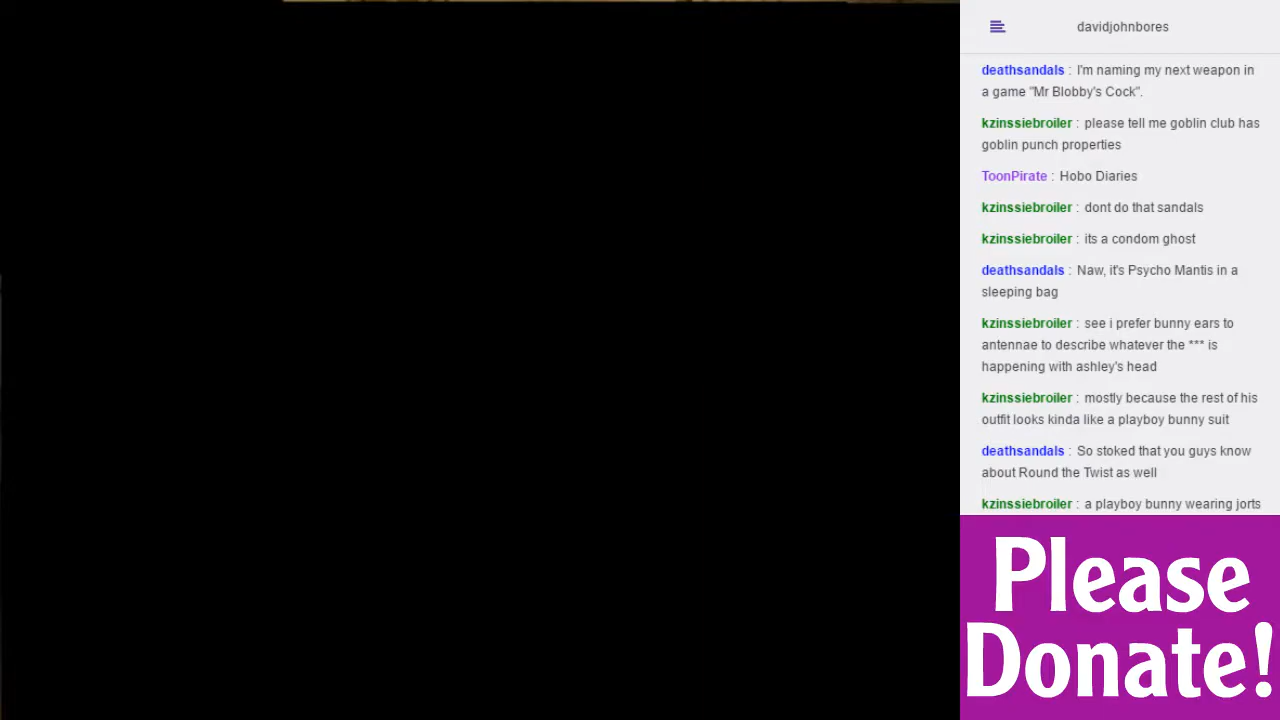 davidjohnbores
deathsandals : I'm naming my next weapon in
a game "Mr Blobby's Cock".
kzinssiebroiler : please tell me goblin club has
goblin punch properties
ToonPirate : Hobo Diaries
kzinssiebroiler : dont do that sandals
kzinssiebroiler : its a condom ghost
deathsandals : Naw, it's Psycho Mantis in a
sleeping bag
kzinssiebroiler : see i prefer bunny ears to
antennae to describe whatever the *** is
happening with ashley's head
kzinssiebroiler : mostly because the rest of his
outfit looks kinda like a playboy bunny suit
deathsandals : So stoked that you guys know
about Round the Twist as well
kzinssiebroiler : a playboy bunny wearing jorts
Please
Donate!